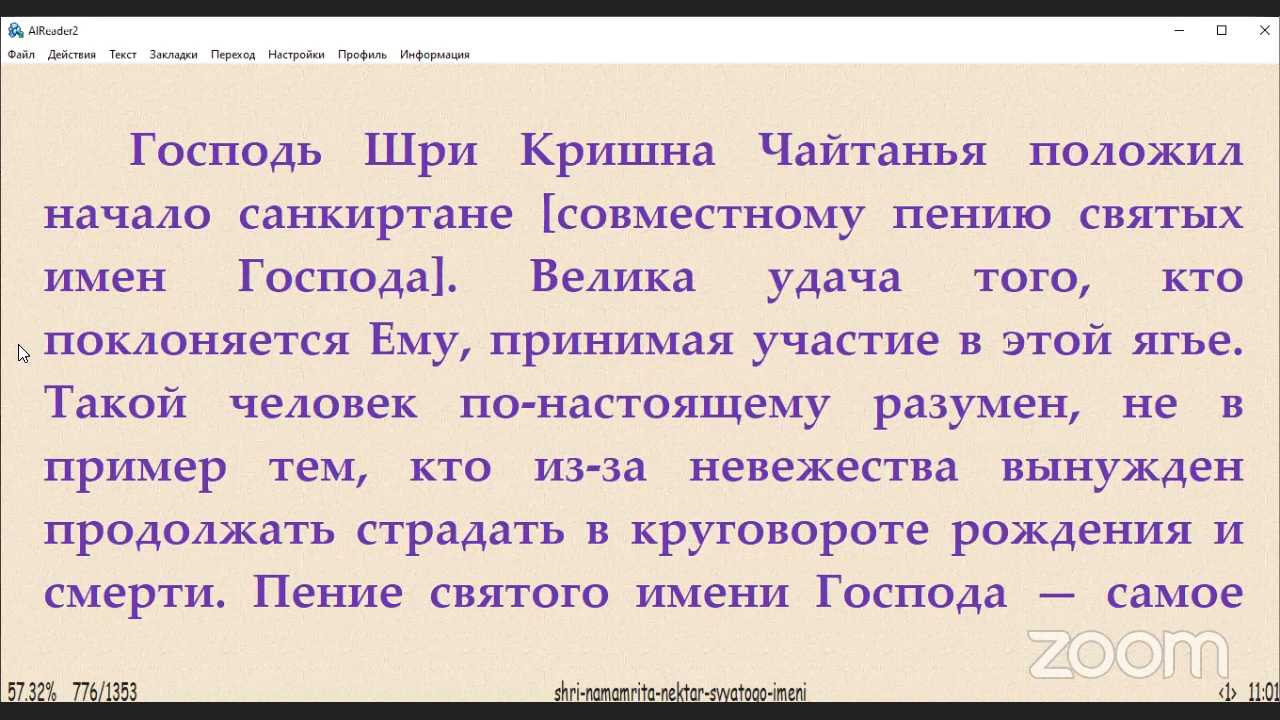 AlReader2
Файл Действия Текст Закладки Переход Настройки Профиль Информация
Господь Шри Кришна Чайтанья положил
начало санкиртане [совместному пению святых
имен Господа]. Велика удача того, кто
поклоняется Ему, принимая участие в этой ягье.
Такой человек по-настоящему разумен, не в
пример тем, кто из-за невежества вынужден
продолжать страдать в круговороте рождения и
смерти. Пение святого имени Господа — самое
zoom
57.32% 776/1353 shri-namamrita-nektar-svyatogo-imeni <1> 11:01